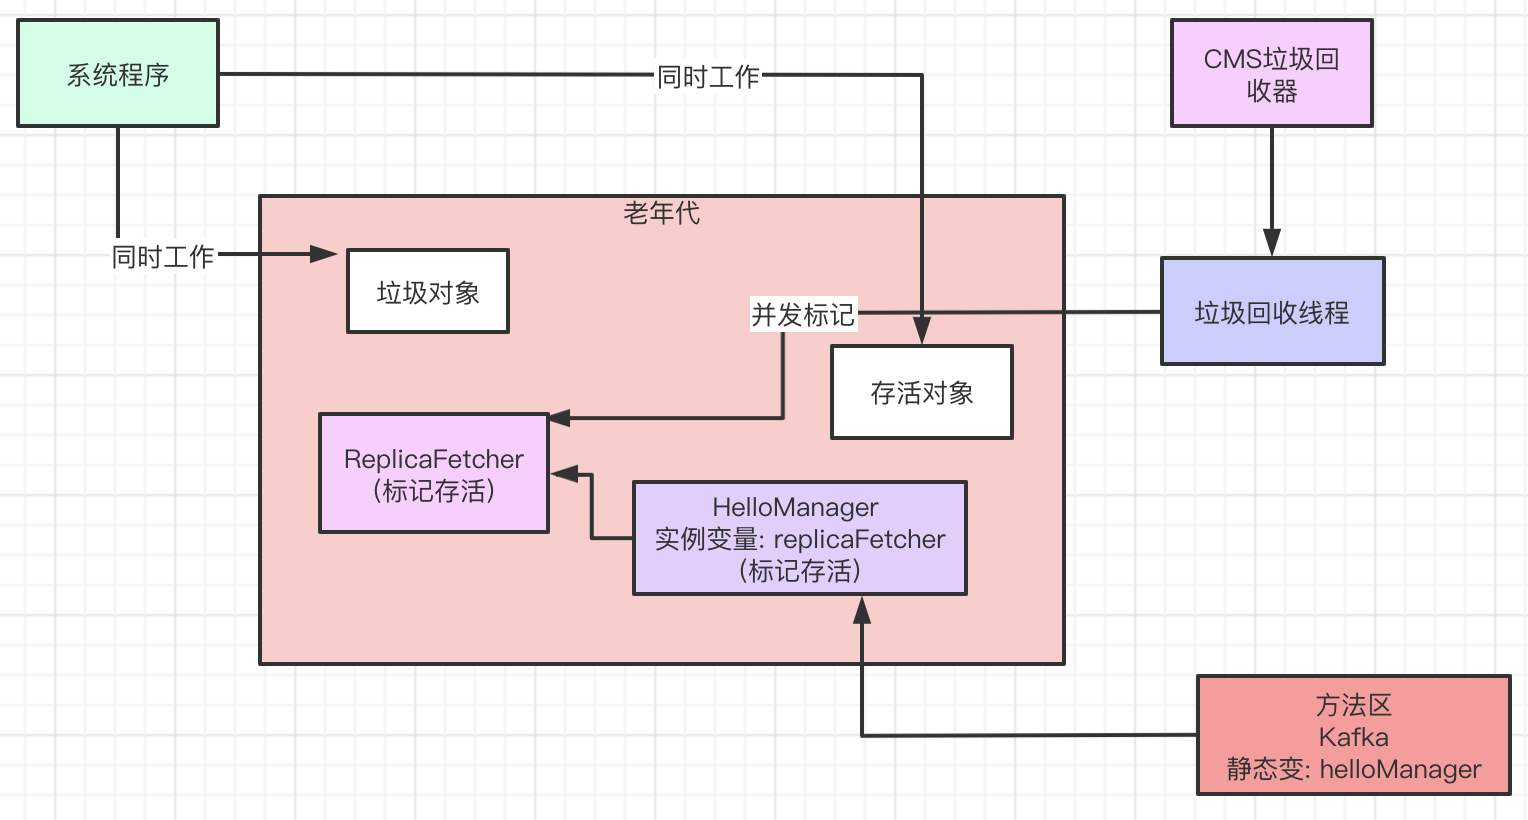 系统程序
同时工作
CMS垃圾回
收器
老年代
同时工作
垃圾对象
并发标记
垃圾回收线程
存活对象
ReplicaFetcher
(标记存活)
HelloManager
实例变量: replicaFetcher
(标记存活)
方法区
Kafka
静态变: helloManager